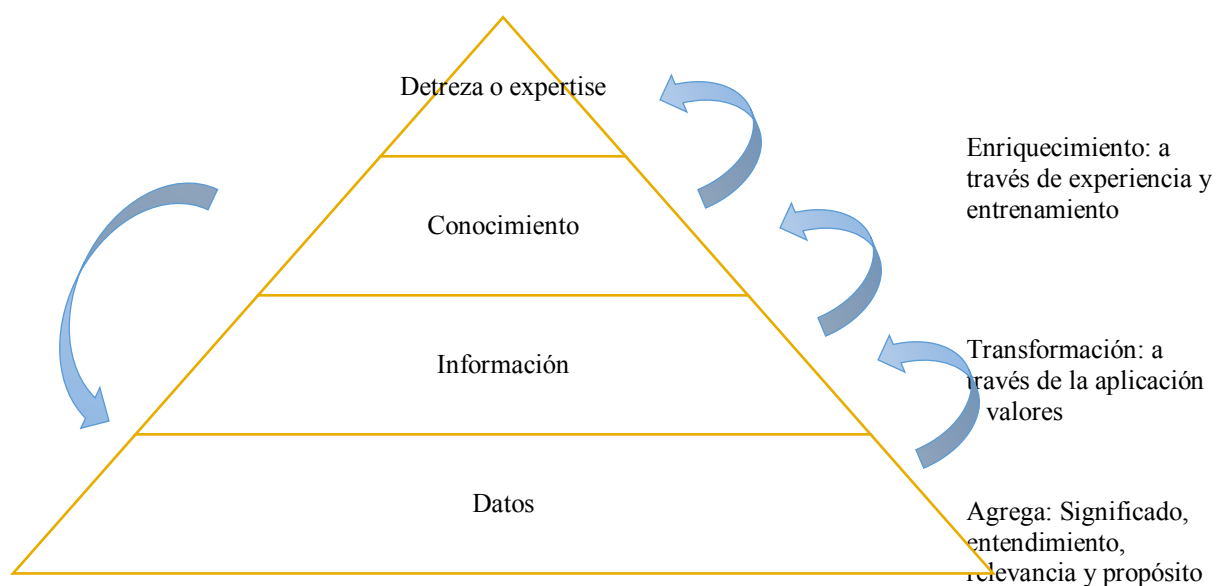 Detreza o expertise
Enriquecimiento: a
través de experiencia y
entrenamiento
Conocimiento
Información
Transformación: a
través de la aplicación
valores
Datos
Agrega: Significado,
entendimiento,
relevancia y propósito